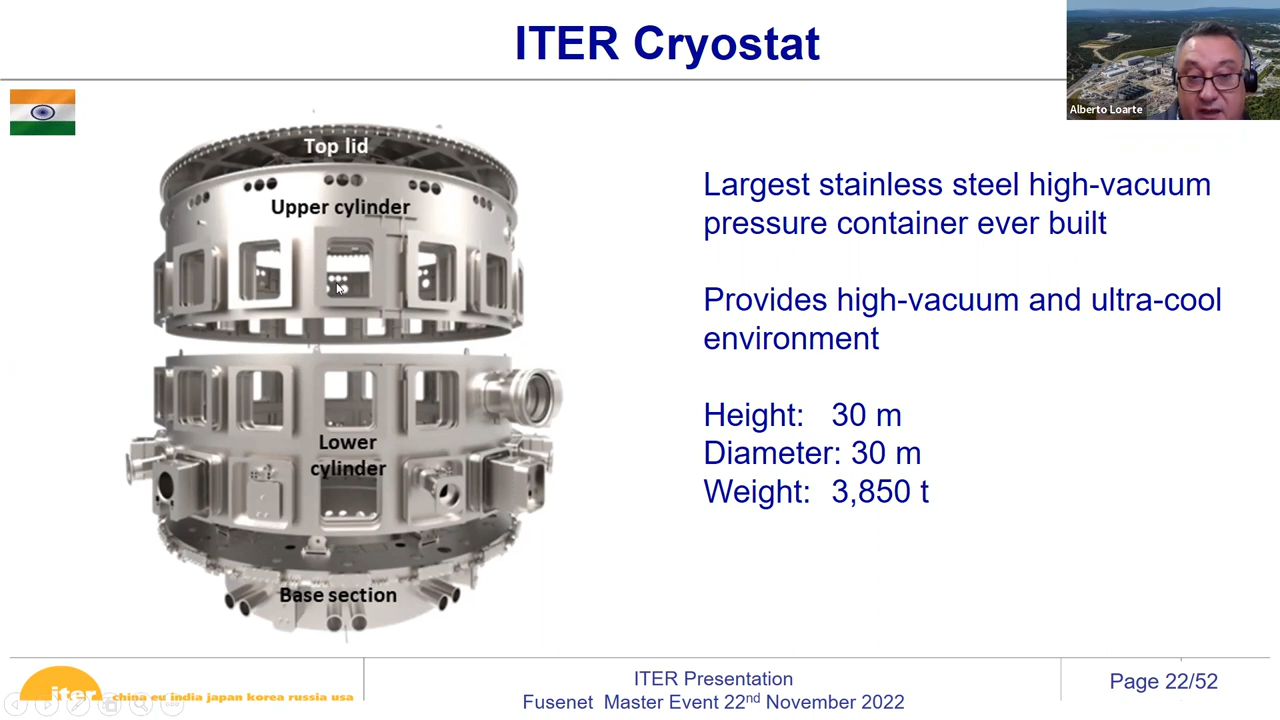 ITER Cryostat
Alberto Loarte
Top lid
Upper cylinder
Lower
cylinder
Base section
Largest stainless steel high-vacuum
pressure container ever built
Provides high-vacuum and ultra-cool
environment
Height: 30 m
Diameter: 30 m
Weight: 3,850 t
iter china eu india japan korea russia usa
ITER Presentation
Fusenet Master Event 22nd November 2022
Page 22/52